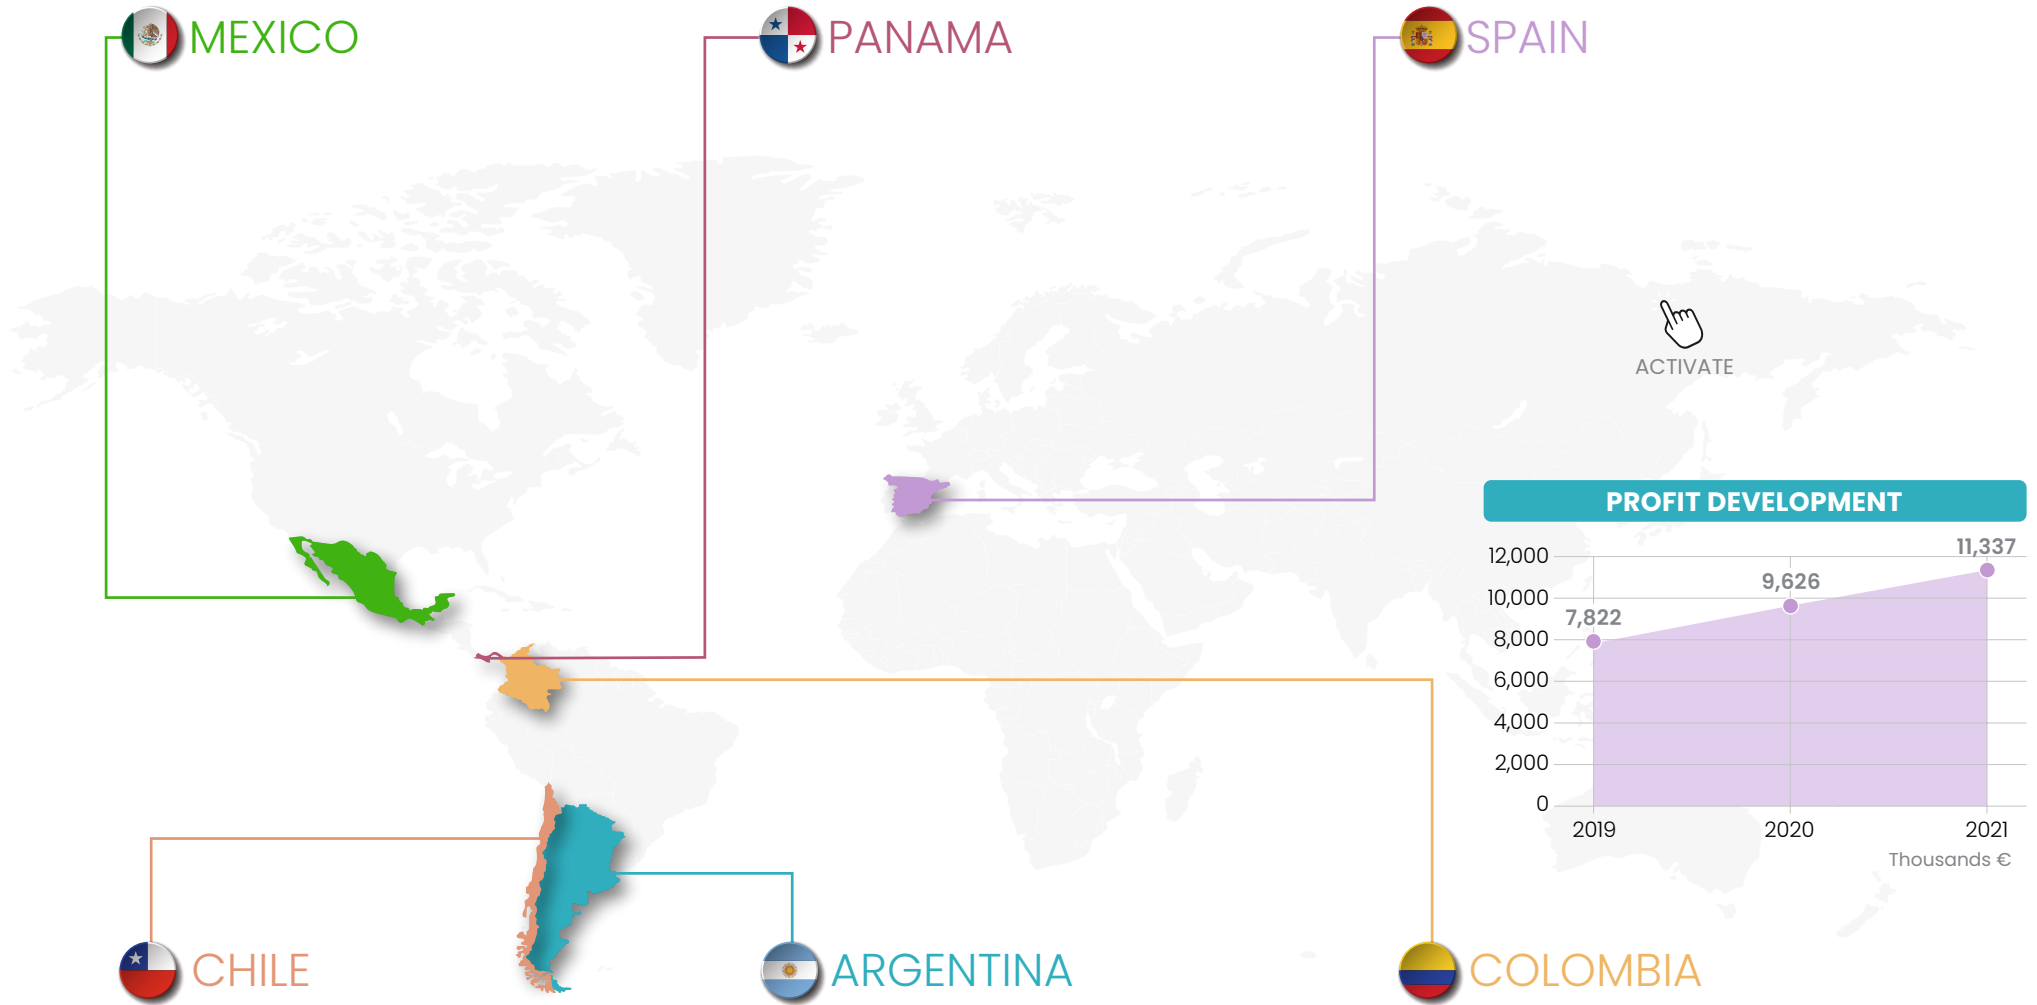 MEXICO
PANAMA
SPAIN
ACTIVATE
PROFIT DEVELOPMENT
12,000
10,000
8,000
6,000
4,000
2,000
0
7,822
9,626
11,337
2019
2020
2021
Thousands €
CHILE
ARGENTINA
COLOMBIA